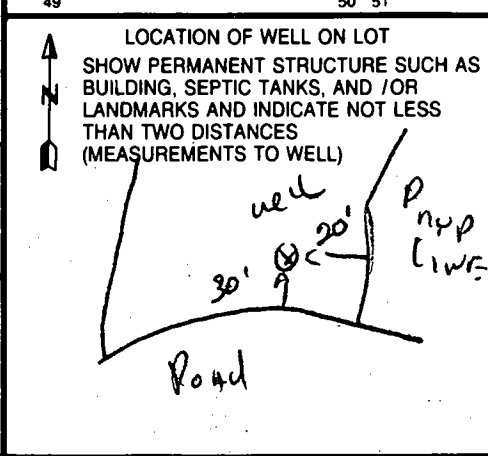 49 50 51
LOCATION OF WELL ON LOT
SHOW PERMANENT STRUCTURE SUCH AS
BUILDING, SEPTIC TANKS, AND /OR
LANDMARKS AND INDICATE NOT LESS
THAN TWO DISTANCES
(MEASUREMENTS TO WELL)
N
well
20'
30'
Road